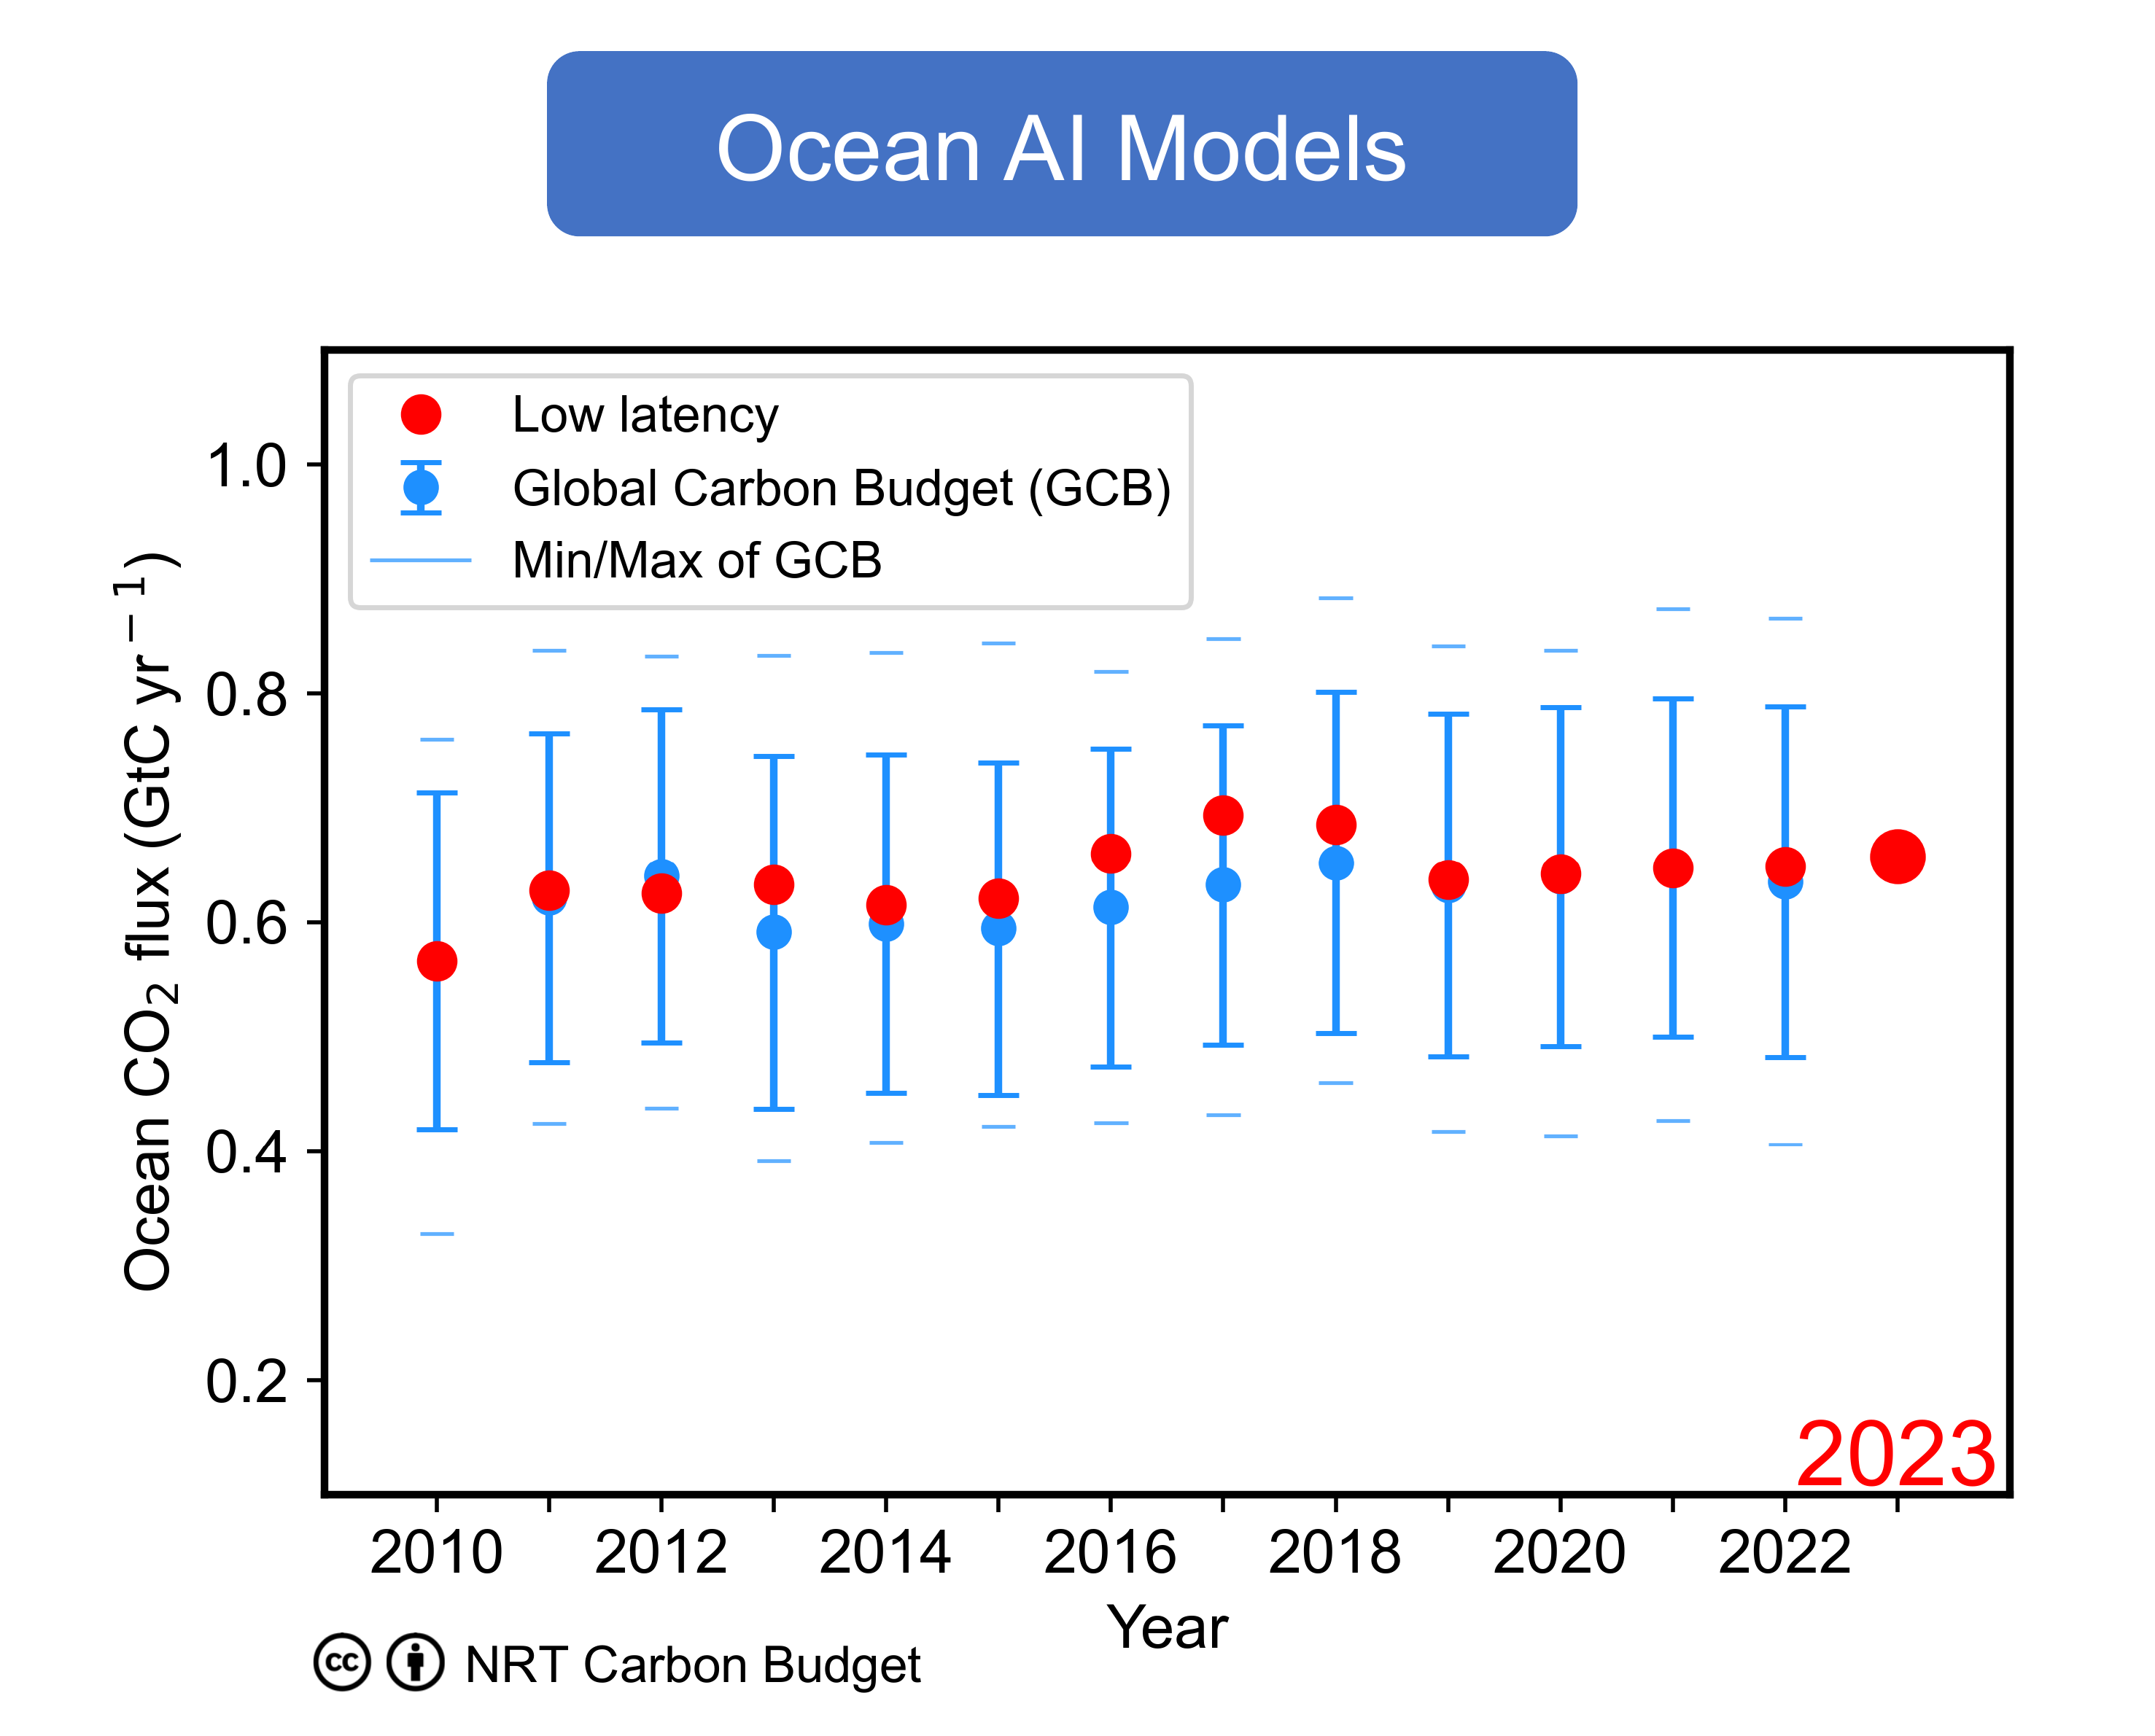 Ocean AI Models
Low latency
Global Carbon Budget (GCB)
Min/Max of GCB
Ocean CO₂ flux (GtC yr⁻¹)
1.0
0.8
0.6
0.4
0.2
2023
2010 2012 2014 2016 2018 2020 2022
Year
cc NRT Carbon Budget